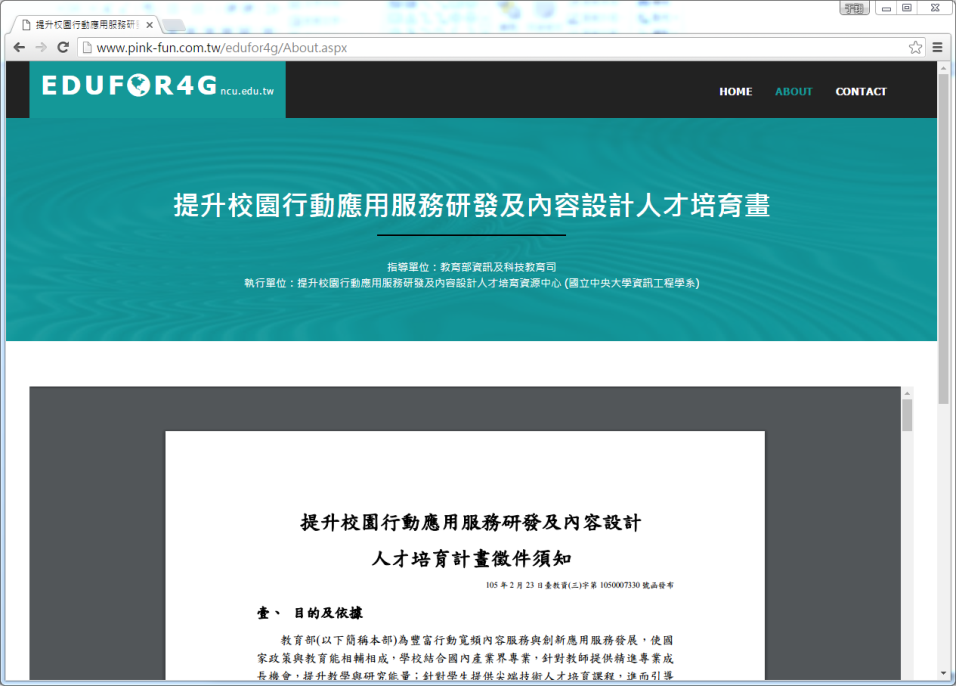 于翔
提升校園行動應用服務研
www.pink-fun.com.tw/edufor4g/About.aspx
EDUFOR4G ncu.edu.tw
HOME ABOUT CONTACT
提升校園行動應用服務研發及內容設計人才培育畫
指導單位：教育部資訊及科技教育司
執行單位：提升校園行動應用服務研發及內容設計人才培育資源中心 (國立中央大學資訊工程學系)
提升校園行動應用服務研發及內容設計
人才培育計畫徵件須知
105 年 2 月 23 日臺教資(三)字第 1050007330 號函發布
壹、 目的及依據
教育部(以下簡稱本部)為豐富行動寬頻內容服務與創新應用服務發展，使國
家政策與教育能相輔相成，學校結合國內產業界專業，針對教師提供精進專業成
長機會，提升教學與研究能量；針對學生提供尖端技術人才培育課程，進而引導